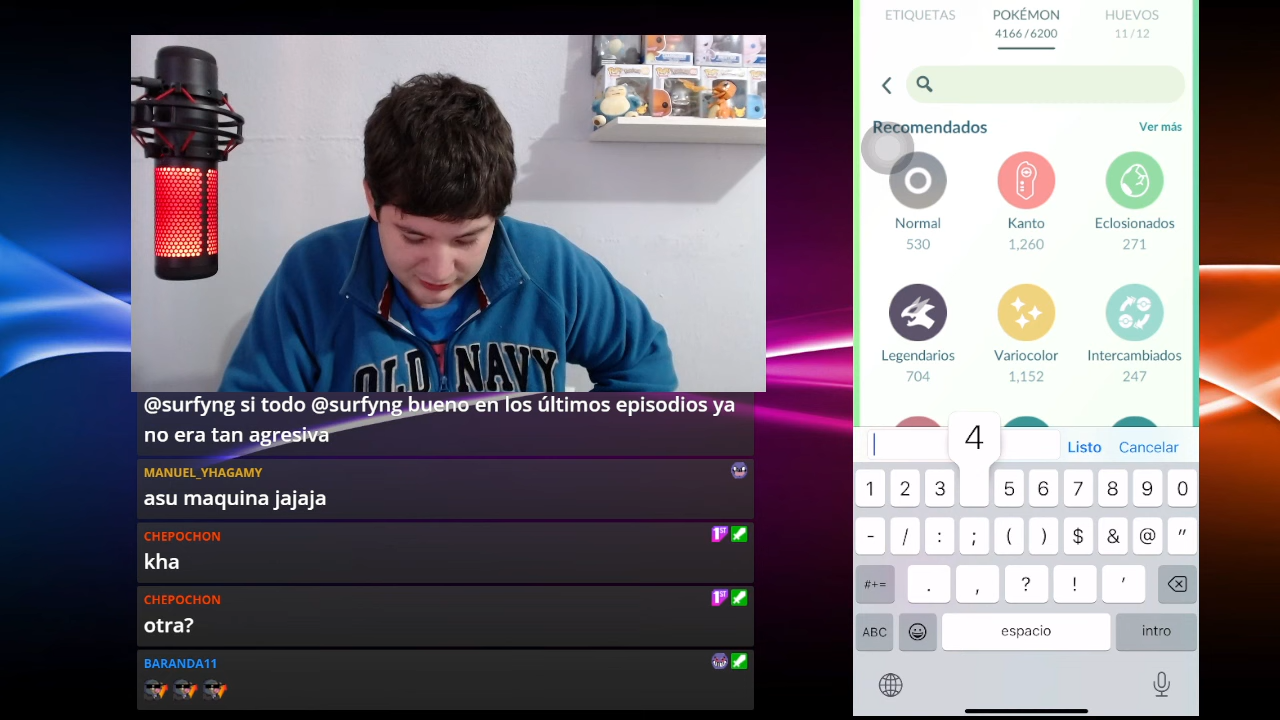 OLD NAVY
@surfyng si todo @surfyng bueno en los últimos episodios ya
no era tan agresiva
MANUEL_YHAGAMY
asu maquina jajaja
CHEPOCHON
kha
CHEPOCHON
otra?
BARANDA11
ETIQUETAS
POKÉMON
4166 / 6200
HUEVOS
11 / 12
Recomendados
Ver más
Normal
530
Kanto
1,260
Eclosionados
271
Legendarios
704
Variocolor
1,152
Intercambiados
247
4
Listo
Cancelar
1 2 3 5 6 7 8 9 0
- / : ; ( ) $ & @ "
#+= . , ? ! '
ABC espacio intro